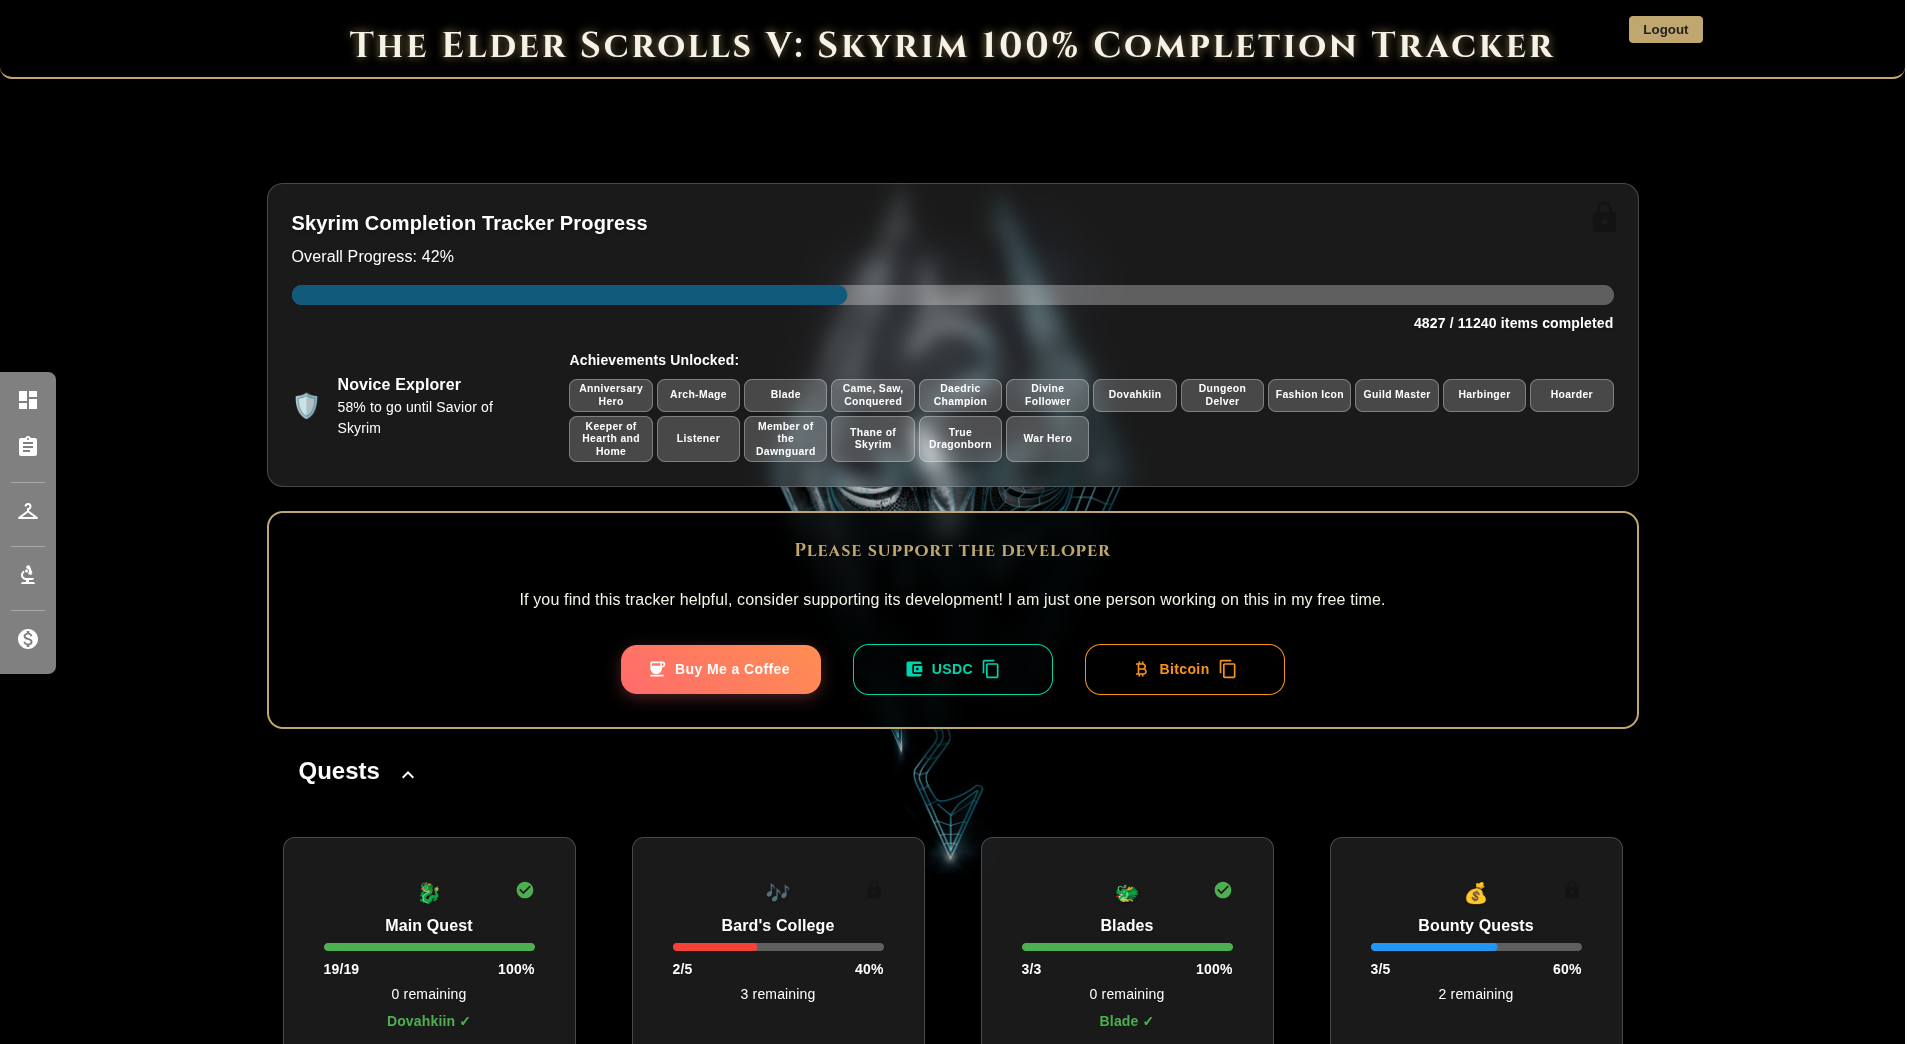 The Elder Scrolls V: Skyrim 100% Completion Tracker
Logout
Skyrim Completion Tracker Progress
Overall Progress: 42%
4827 / 11240 items completed
Novice Explorer
58% to go until Savior of
Skyrim
Achievements Unlocked:
Anniversary
Hero
Arch-Mage
Blade
Came, Saw,
Conquered
Daedric
Champion
Divine
Follower
Dovahkiin
Dungeon
Delver
Fashion Icon
Guild Master
Harbinger
Hoarder
Keeper of
Hearth and
Home
Listener
Member of
the
Dawnguard
Thane of
Skyrim
True
Dragonborn
War Hero
Please support the developer
If you find this tracker helpful, consider supporting its development! I am just one person working on this in my free time.
Buy Me a Coffee
USDC
Bitcoin
Quests
Main Quest
19/19 100%
0 remaining
Dovahkiin ✓
Bard's College
2/5 40%
3 remaining
Blades
3/3 100%
0 remaining
Blade ✓
Bounty Quests
3/5 60%
2 remaining